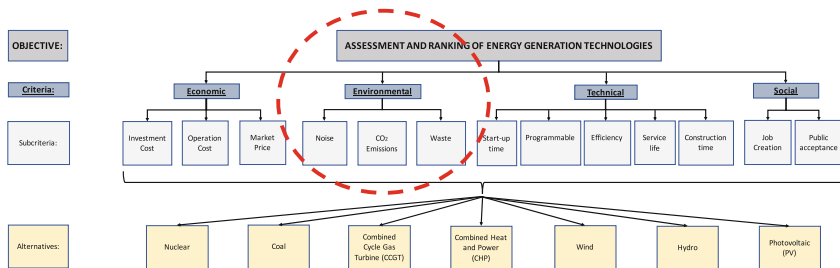 OBJECTIVE:
ASSESSMENT AND RANKING OF ENERGY GENERATION TECHNOLOGIES
Criteria:
Economic
Environmental
Technical
Social
Subcriteria:
Investment
Cost
Operation
Cost
Market
Price
Noise
CO₂
Emissions
Waste
Start-up
time
Programmable
Efficiency
Service
life
Construction
time
Job
Creation
Public
acceptance
Alternatives:
Nuclear
Coal
Combined
Cycle Gas
Turbine (CCGT)
Combined Heat
and Power
(CHP)
Wind
Hydro
Photovoltaic
(PV)